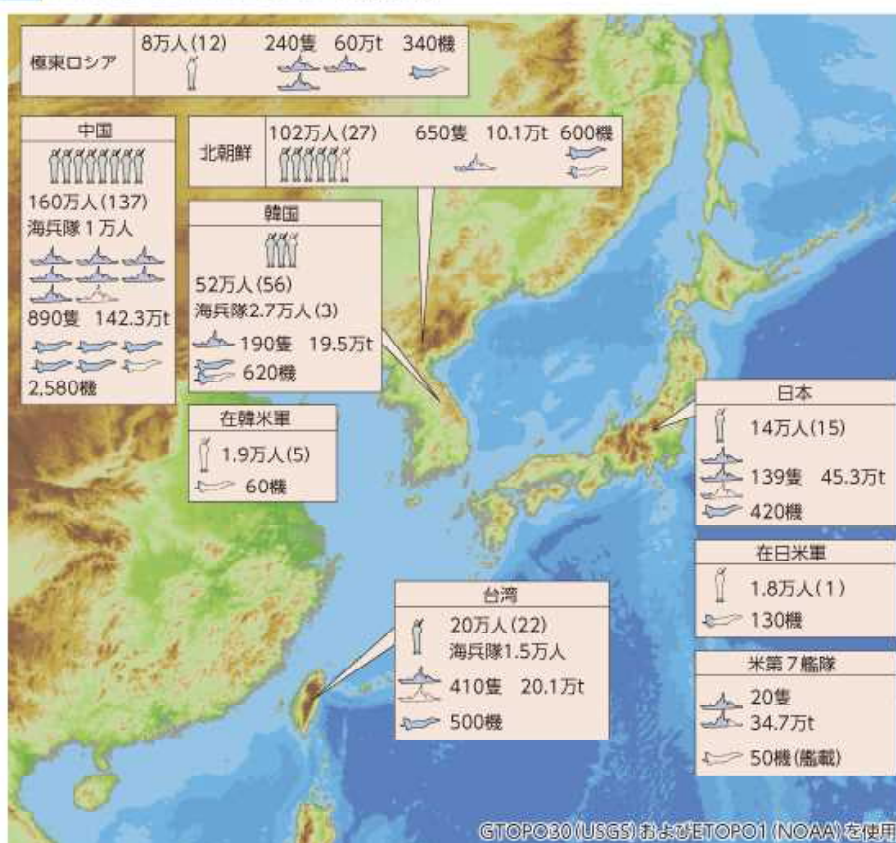 極東ロシア
8万人(12) 240隻 60万t 340機
中国
160万人(137)
海兵隊1万人
890隻 142.3万t
2,580機
北朝鮮
102万人(27) 650隻 10.1万t 600機
韓国
52万人(56)
海兵隊2.7万人(3)
190隻 19.5万t
620機
在韓米軍
1.9万人(5)
60機
日本
14万人(15)
139隻 45.3万t
420機
在日米軍
1.8万人(1)
130機
台湾
20万人(22)
海兵隊1.5万人
410隻 20.1万t
500機
米第7艦隊
20隻
34.7万t
50機(艦載)
GTOPO30(USGS)およびETOPO1(NOAA)を使用